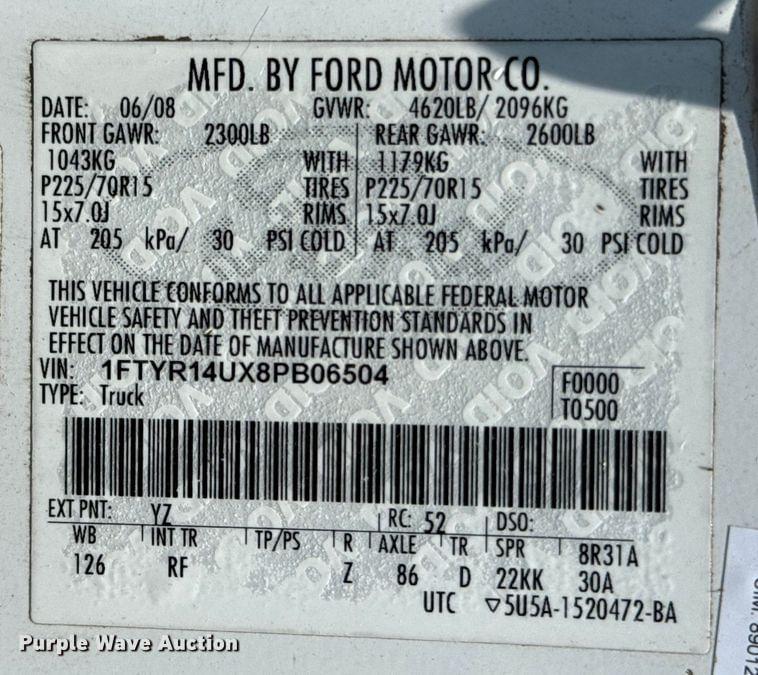 MFD. BY FORD MOTOR CO.
DATE: 06/08 GVWR: 4620LB/ 2096KG
FRONT GAWR: 2300LB REAR GAWR: 2600LB
1043KG WITH 1179KG WITH
P225/70R15 TIRES P225/70R15 TIRES
15x7.0J RIMS 15x7.0J RIMS
AT 205 kPa/ 30 PSI COLD AT 205 kPa/ 30 PSI COLD
THIS VEHICLE CONFORMS TO ALL APPLICABLE FEDERAL MOTOR
VEHICLE SAFETY AND THEFT PREVENTION STANDARDS IN
EFFECT ON THE DATE OF MANUFACTURE SHOWN ABOVE.
VIN: 1FTYR14UX8PB06504
F0000
TYPE: Truck
T0500
EXT PNT: YZ RC: 52 DSO:
WB INT TR TP/PS R AXLE TR SPR 8R31A
126 RF Z 86 D 22KK 30A
UTC ▽5U5A-1520472-BA
Purple Wave Auction